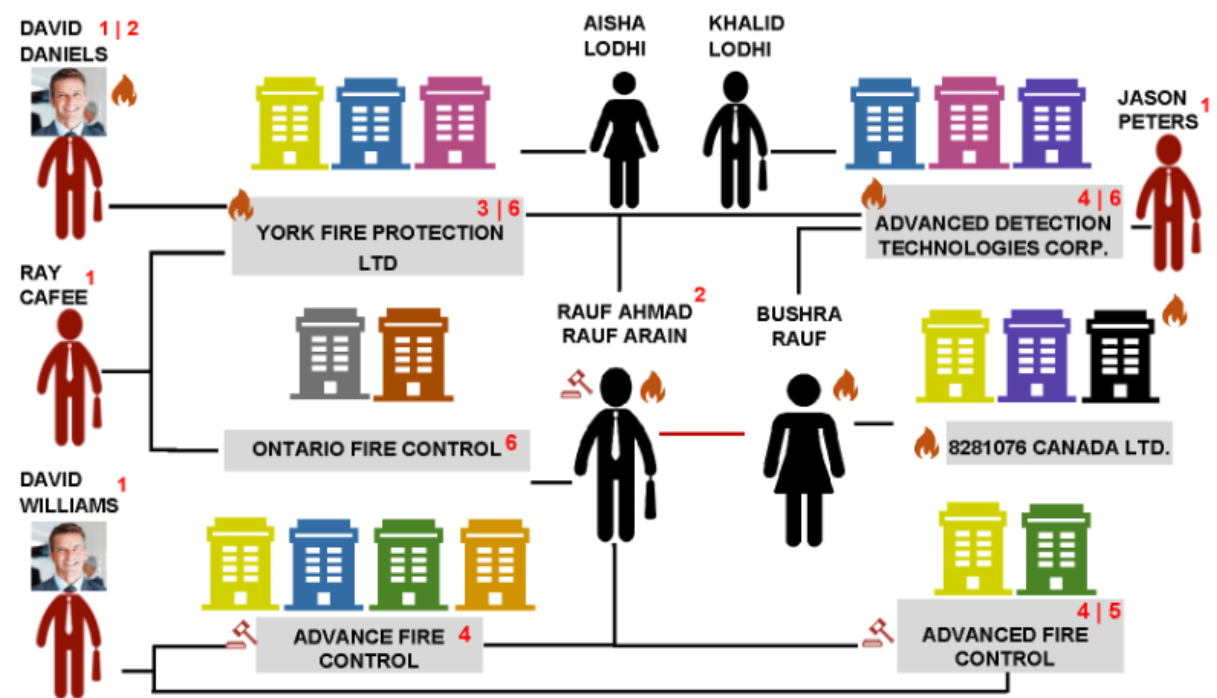 DAVID 1 | 2
DANIELS
AISHA
LODHI
KHALID
LODHI
JASON 1
PETERS
3 | 6
YORK FIRE PROTECTION
LTD
4 | 6
ADVANCED DETECTION
TECHNOLOGIES CORP.
RAY
CAFEE 1
RAUF AHMAD 2
RAUF ARAIN
BUSHRA
RAUF
ONTARIO FIRE CONTROL 6
8281076 CANADA LTD.
DAVID 1
WILLIAMS
ADVANCE FIRE 4
CONTROL
4 | 5
ADVANCED FIRE
CONTROL